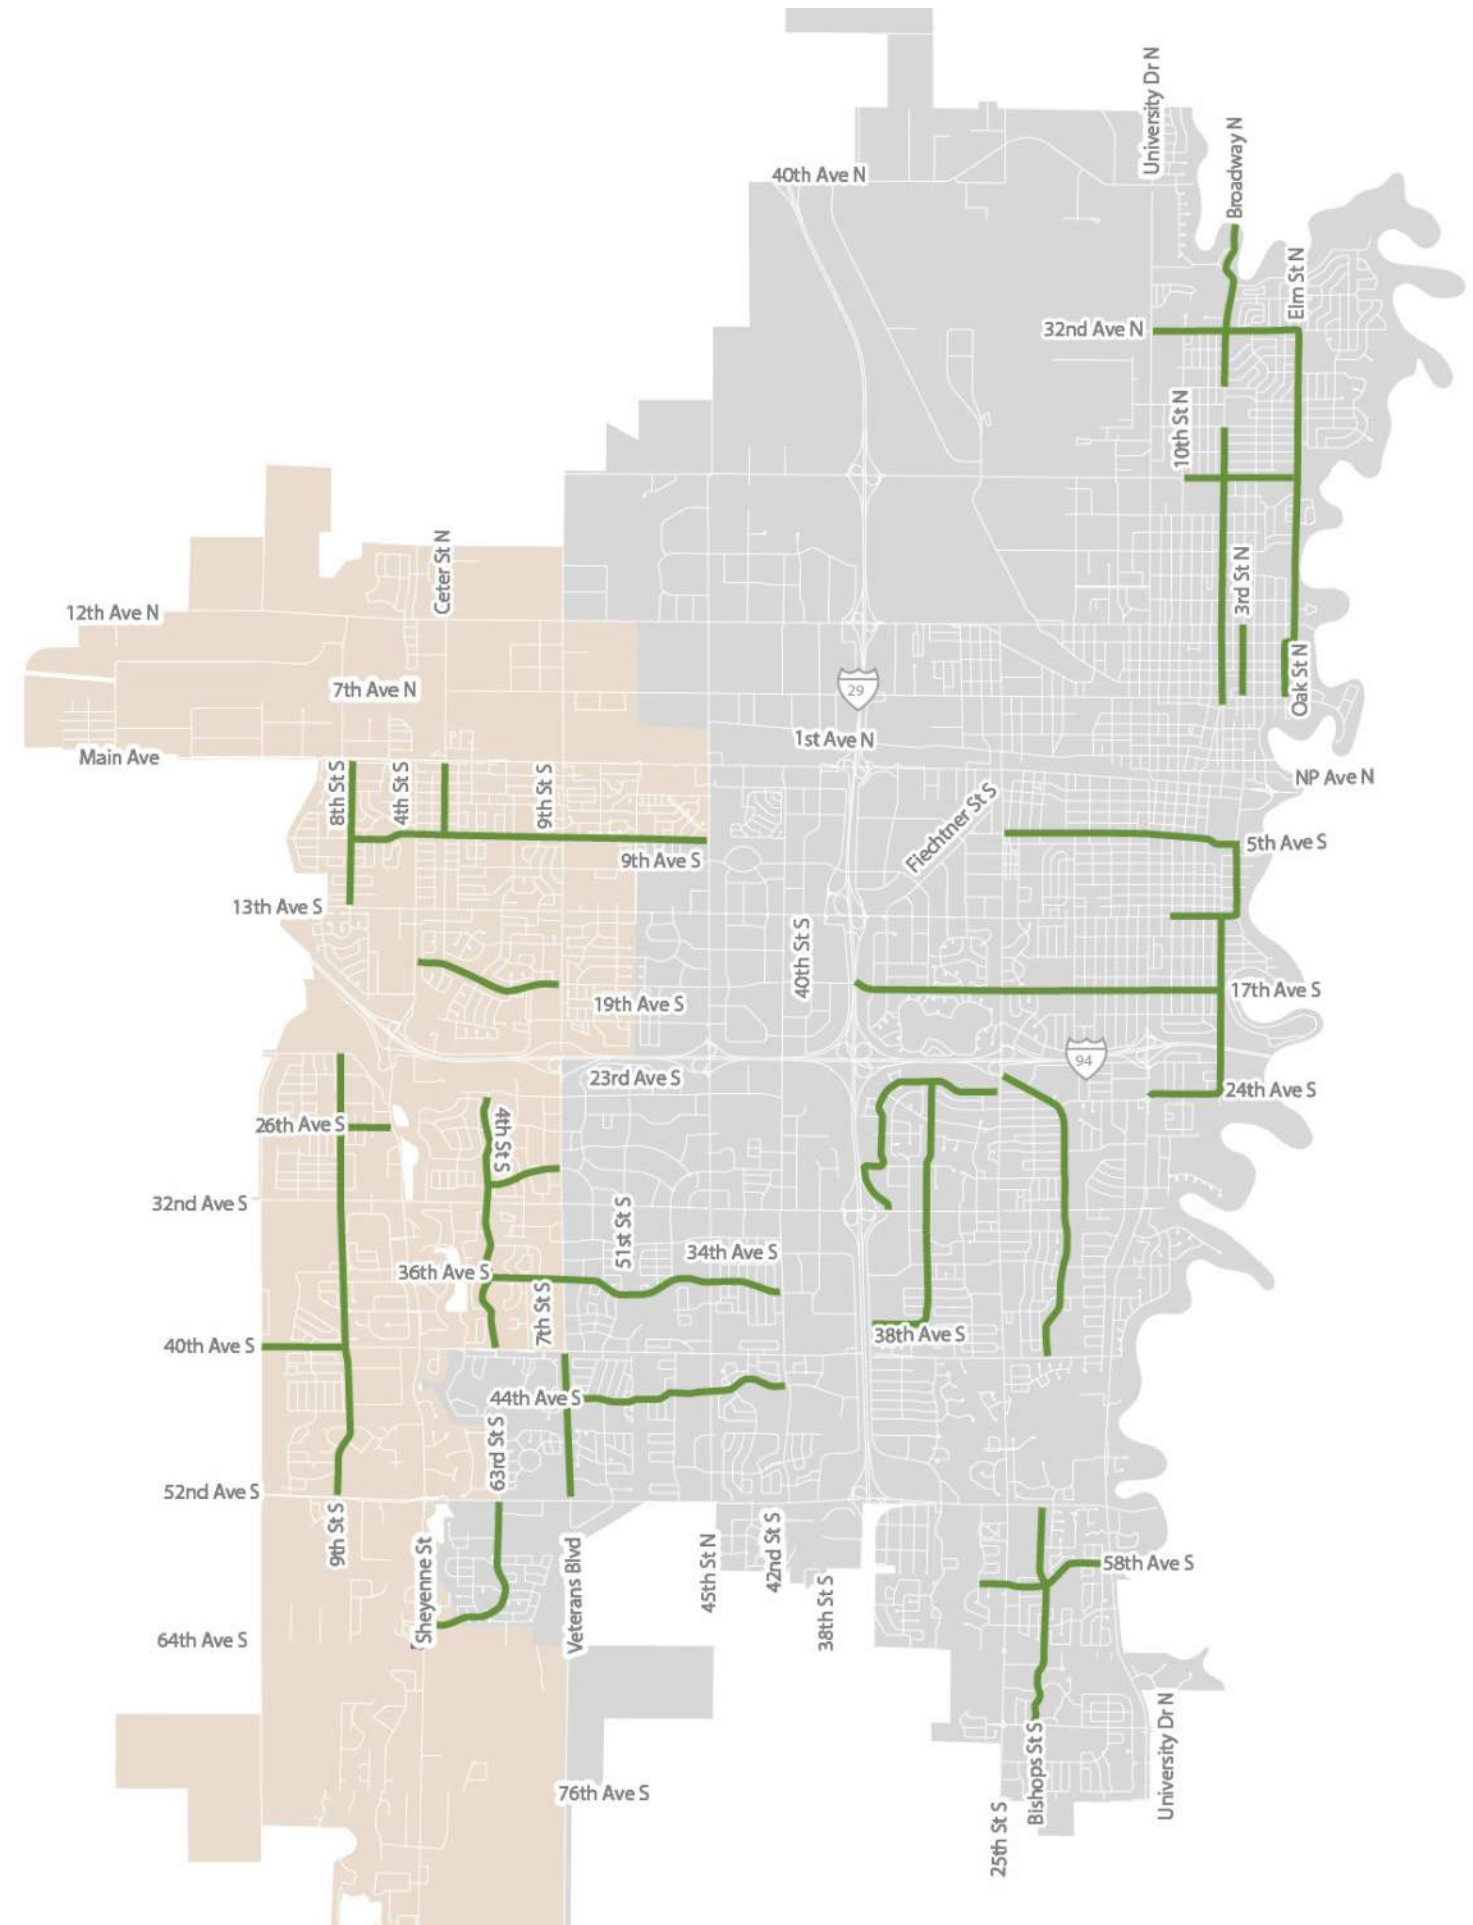 University Dr N
Broadway N
40th Ave N
Elm St N
32nd Ave N
10th St N
Ceter St N
3rd St N
12th Ave N
Oak St N
7th Ave N
29
1st Ave N
Main Ave
NP Ave N
8th St S
4th St S
9th St S
Fiechtner St S
5th Ave S
9th Ave S
13th Ave S
40th St S
17th Ave S
19th Ave S
94
23rd Ave S
24th Ave S
26th Ave S
4th St S
32nd Ave S
51st St S
34th Ave S
36th Ave S
7th St S
38th Ave S
40th Ave S
44th Ave S
63rd St S
52nd Ave S
9th St S
Sheyenne St
Veterans Blvd
45th St N
42nd St S
38th St S
58th Ave S
64th Ave S
University Dr N
Bishops St S
76th Ave S
25th St S